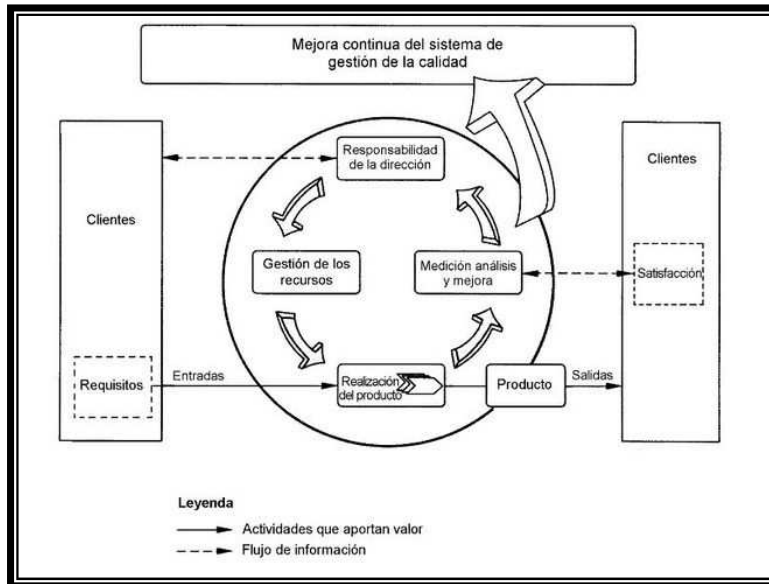 Mejora continua del sistema de
gestión de la calidad
Clientes
Responsabilidad
de la dirección
Clientes
Gestión de los
recursos
Medición análisis
y mejora
Satisfacción
Requisitos
Entradas
Realización
del producto
Producto
Salidas
Leyenda
Actividades que aportan valor
Flujo de información